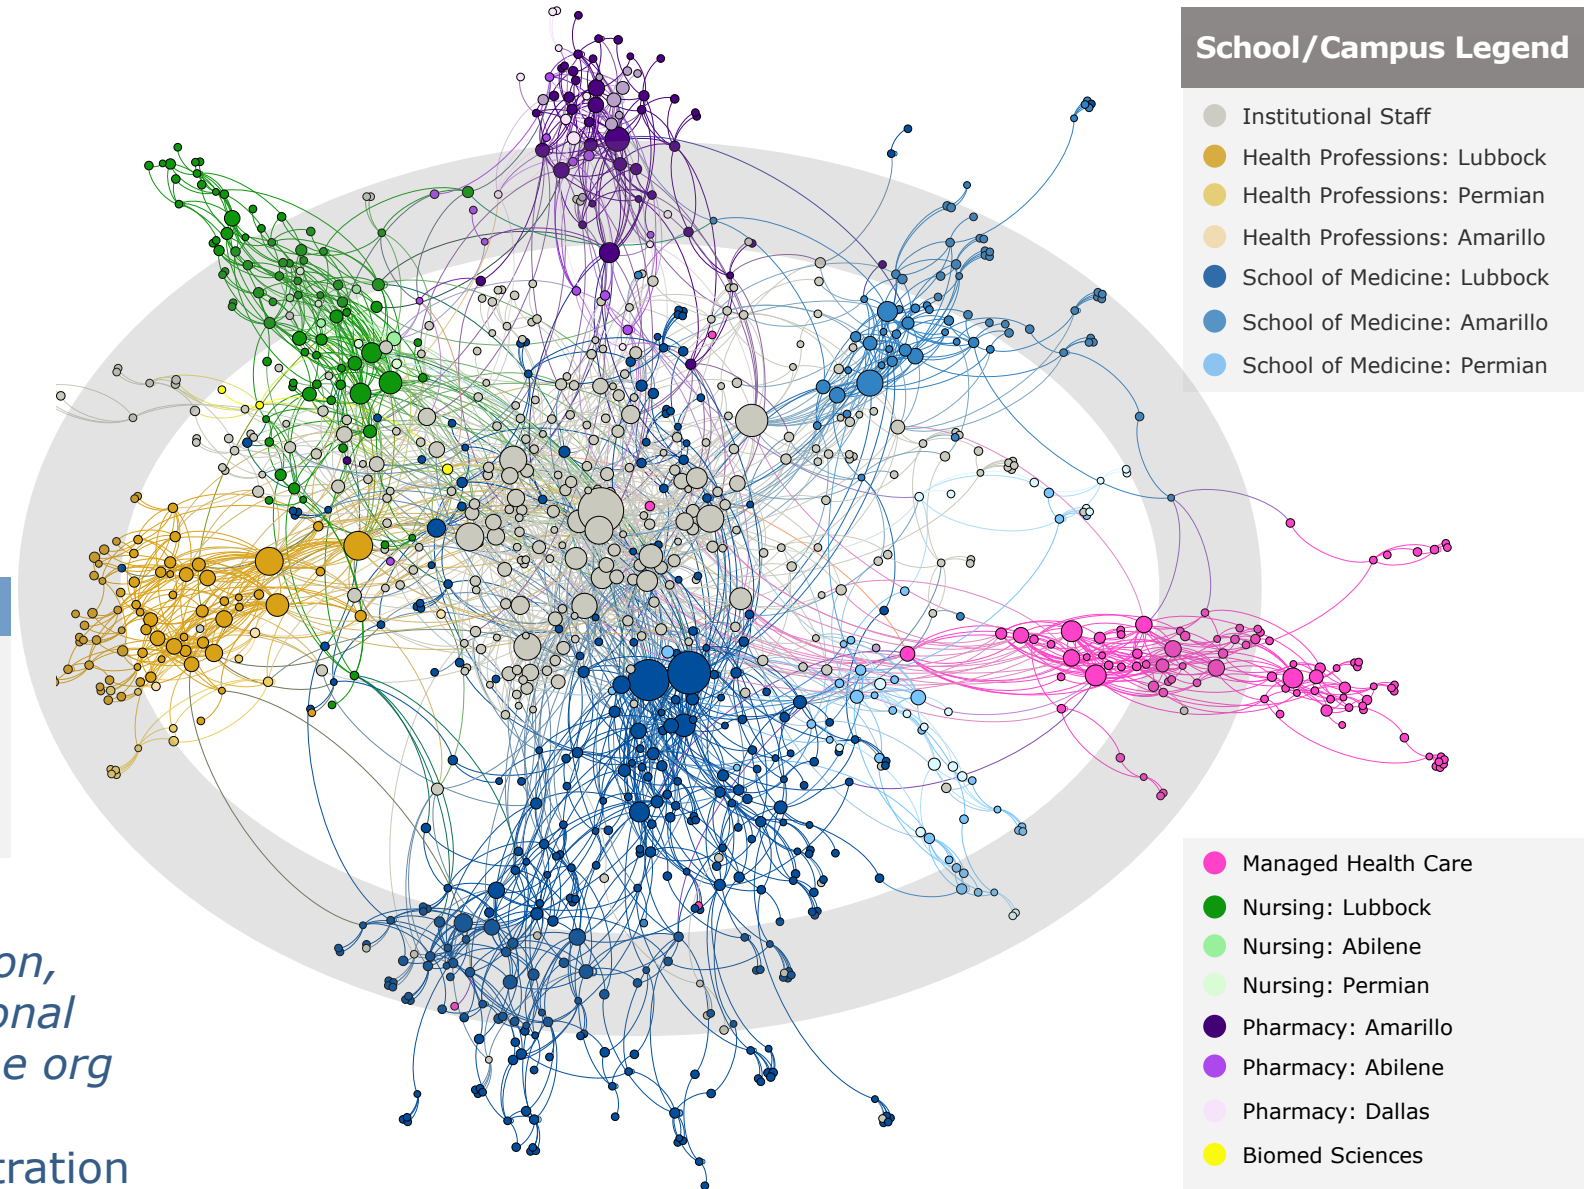 School/Campus Legend
Institutional Staff
Health Professions: Lubbock
Health Professions: Permian
Health Professions: Amarillo
School of Medicine: Lubbock
School of Medicine: Amarillo
School of Medicine: Permian
Managed Health Care
Nursing: Lubbock
Nursing: Abilene
Nursing: Permian
Pharmacy: Amarillo
Pharmacy: Abilene
Pharmacy: Dallas
Biomed Sciences
on,
onal
e org
tration